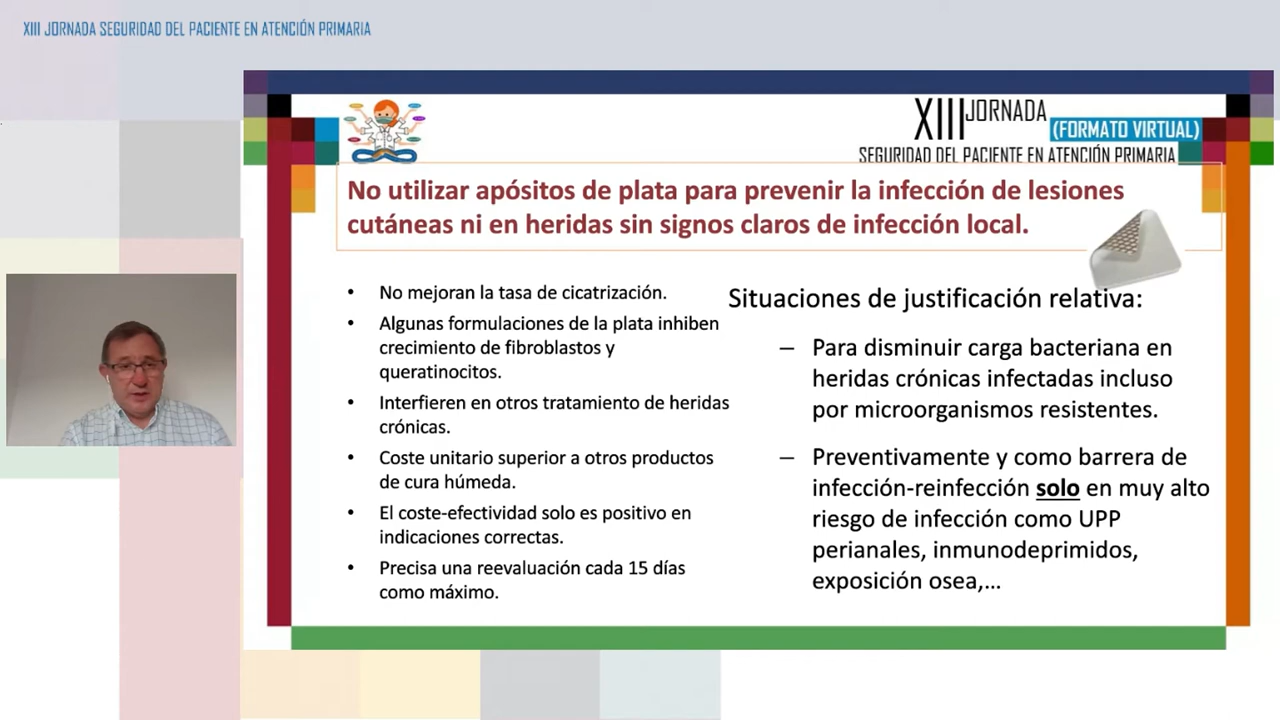 XIII JORNADA SEGURIDAD DEL PACIENTE EN ATENCIÓN PRIMARIA
XIII JORNADA
(FORMATO VIRTUAL)
SEGURIDAD DEL PACIENTE EN ATENCIÓN PRIMARIA
No utilizar apósitos de plata para prevenir la infección de lesiones
cutáneas ni en heridas sin signos claros de infección local.
• No mejoran la tasa de cicatrización.
• Algunas formulaciones de la plata inhiben
crecimiento de fibroblastos y
queratinocitos.
• Interfieren en otros tratamiento de heridas
crónicas.
• Coste unitario superior a otros productos
de cura húmeda.
• El coste-efectividad solo es positivo en
indicaciones correctas.
• Precisa una reevaluación cada 15 días
como máximo.
Situaciones de justificación relativa:
– Para disminuir carga bacteriana en
heridas crónicas infectadas incluso
por microorganismos resistentes.
– Preventivamente y como barrera de
infección-reinfección solo en muy alto
riesgo de infección como UPP
perianales, inmunodeprimidos,
exposición osea,...